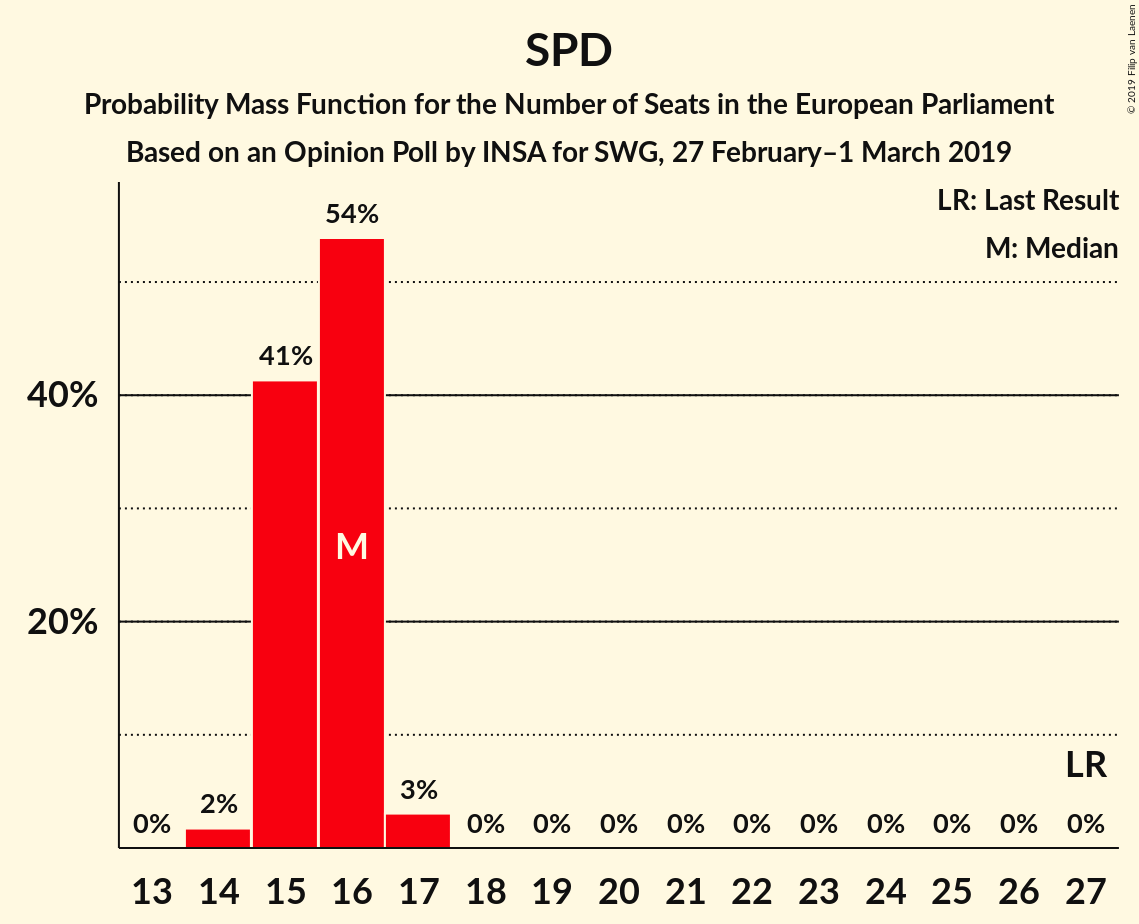 SPD
Probability Mass Function for the Number of Seats in the European Parliament
Based on an Opinion Poll by INSA for SWG, 27 February–1 March 2019
© 2019 Filip van Laenen
LR: Last Result
M: Median
54%
41%
40%
M
20%
LR
0% 2% 3% 0% 0% 0% 0% 0% 0% 0% 0% 0% 0%
13 14 15 16 17 18 19 20 21 22 23 24 25 26 27